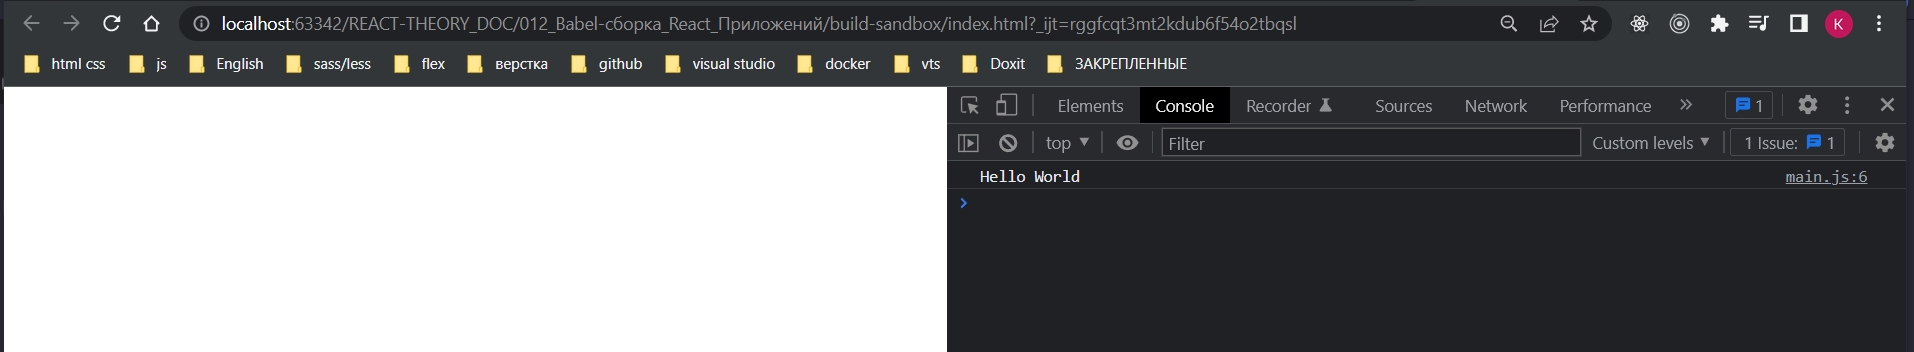 localhost:63342/REACT-THEORY_DOC/012_Babel-сборка_React_Приложений/build-sandbox/index.html?_ijt=rggfcqt3mt2kdub6f54o2tbqsl K
html css js English sass/less flex верстка github visual studio docker vts Doxit ЗАКРЕПЛЕННЫЕ
Elements Console Recorder Sources Network Performance 1
top Filter Custom levels 1 Issue: 1
Hello World main.js:6